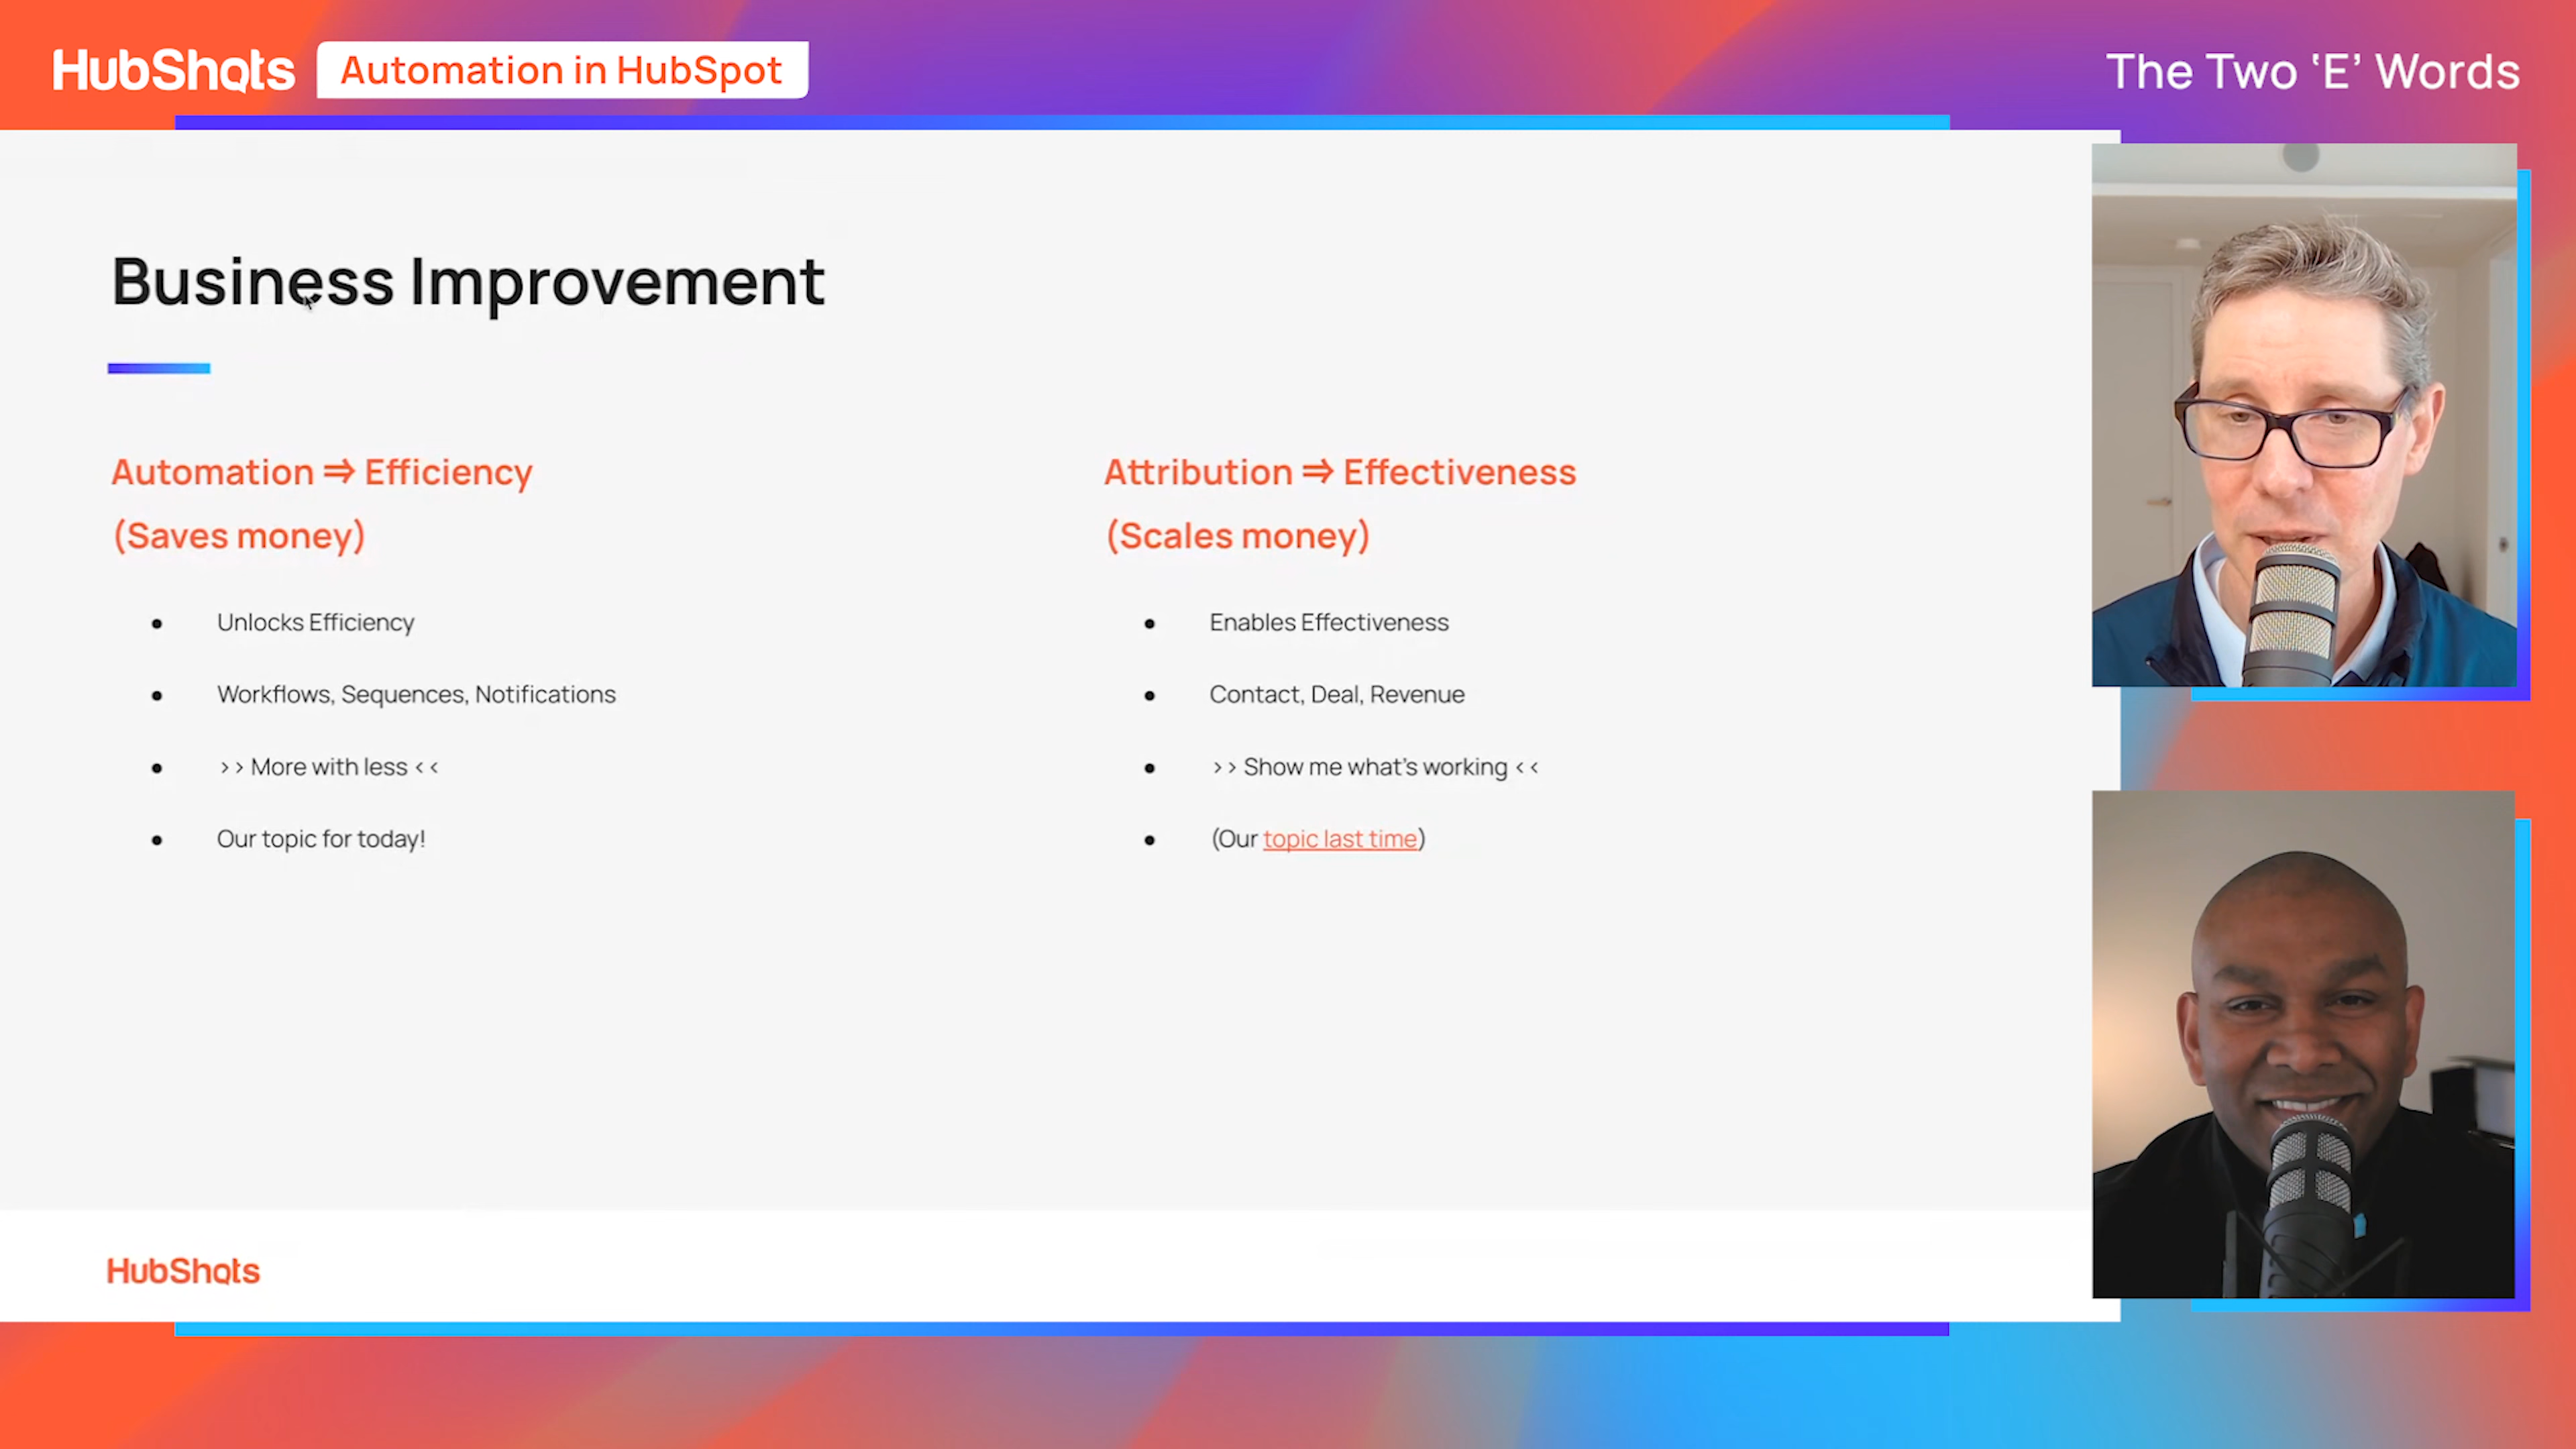 HubShots Automation in HubSpot
The Two ‘E’ Words
Business Improvement
Automation ⇒ Efficiency
(Saves money)
● Unlocks Efficiency
● Workflows, Sequences, Notifications
● >> More with less <<
● Our topic for today!
Attribution ⇒ Effectiveness
(Scales money)
● Enables Effectiveness
● Contact, Deal, Revenue
● >> Show me what’s working <<
● (Our topic last time)
HubShots